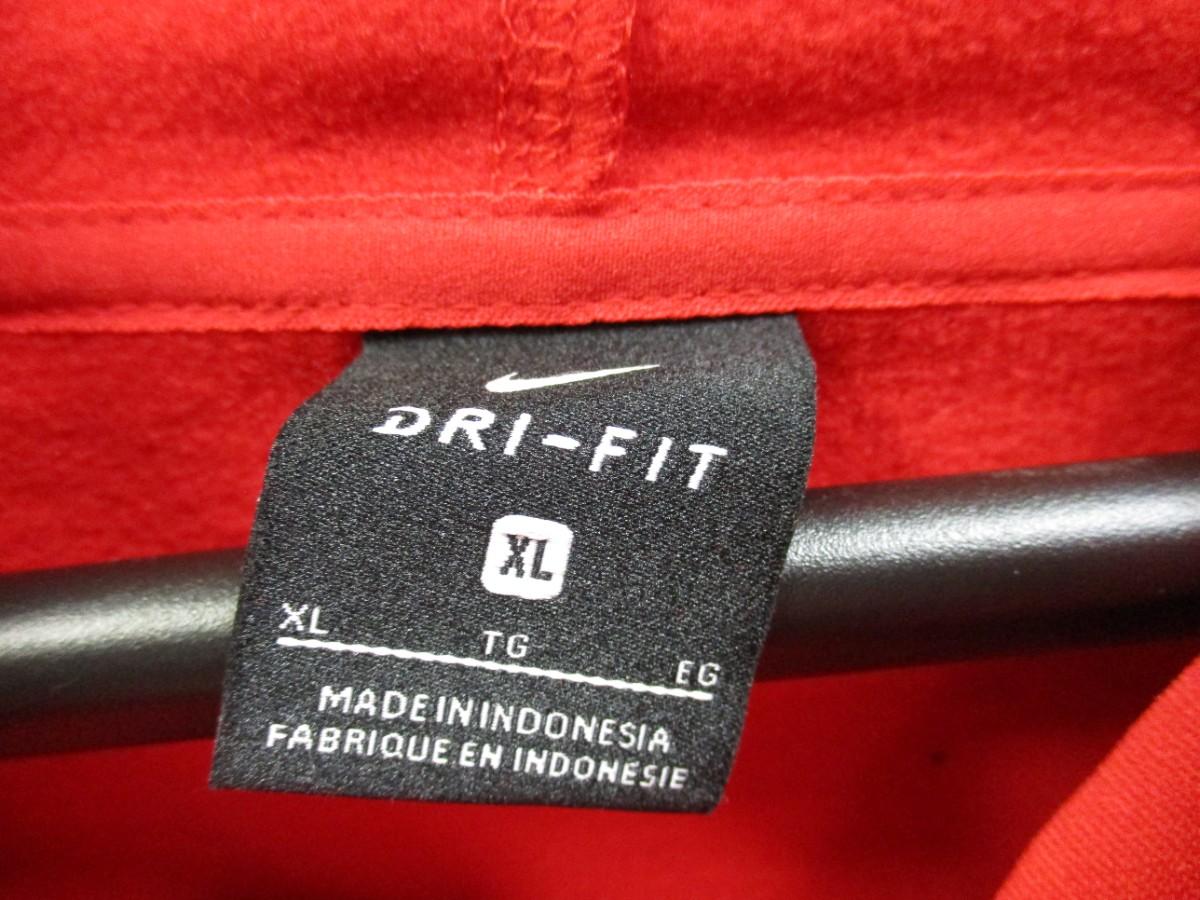 DRI-FIT
XL
XL TG EG
MADE IN INDONESIA
FABRIQUE EN INDONESIE